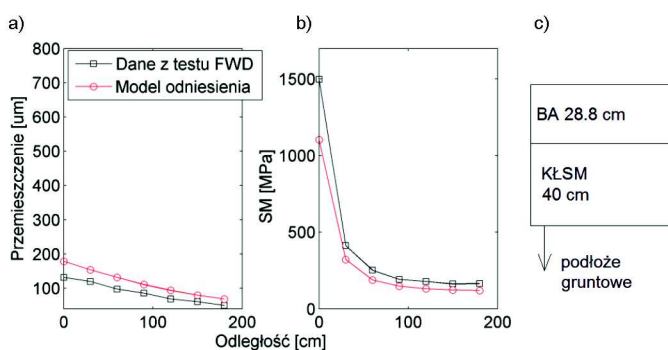 a)
b)
c)
800
700
600
500
400
300
200
100
0
100
200
Przemieszczenie [um]
Dane z testu FWD
Model odniesienia
1500
1000
500
0
0
100
200
SM [MPa]
Odległość [cm]
BA 28.8 cm
KŁSM
40 cm
podłoże
gruntowe